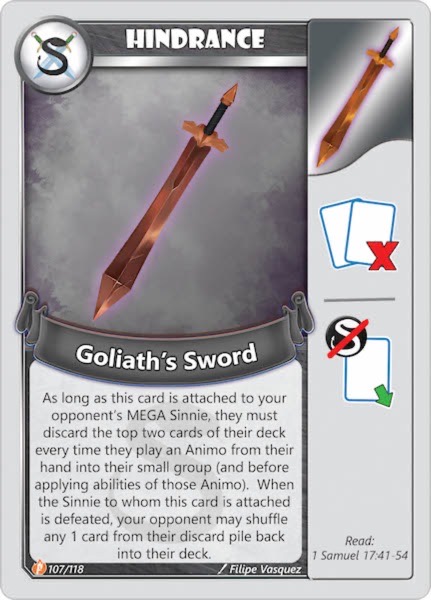 HINDRANCE
S
Goliath's Sword
As long as this card is attached to your
opponent's MEGA Sinnie, they must
discard the top two cards of their deck
every time they play an Animo from their
hand into their small group (and before
applying abilities of those Animo). When
the Sinnie to whom this card is attached
is defeated, your opponent may shuffle
any 1 card from their discard pile back
into their deck.
107/118
Filipe Vasquez
X
S
Read:
1 Samuel 17:41-54